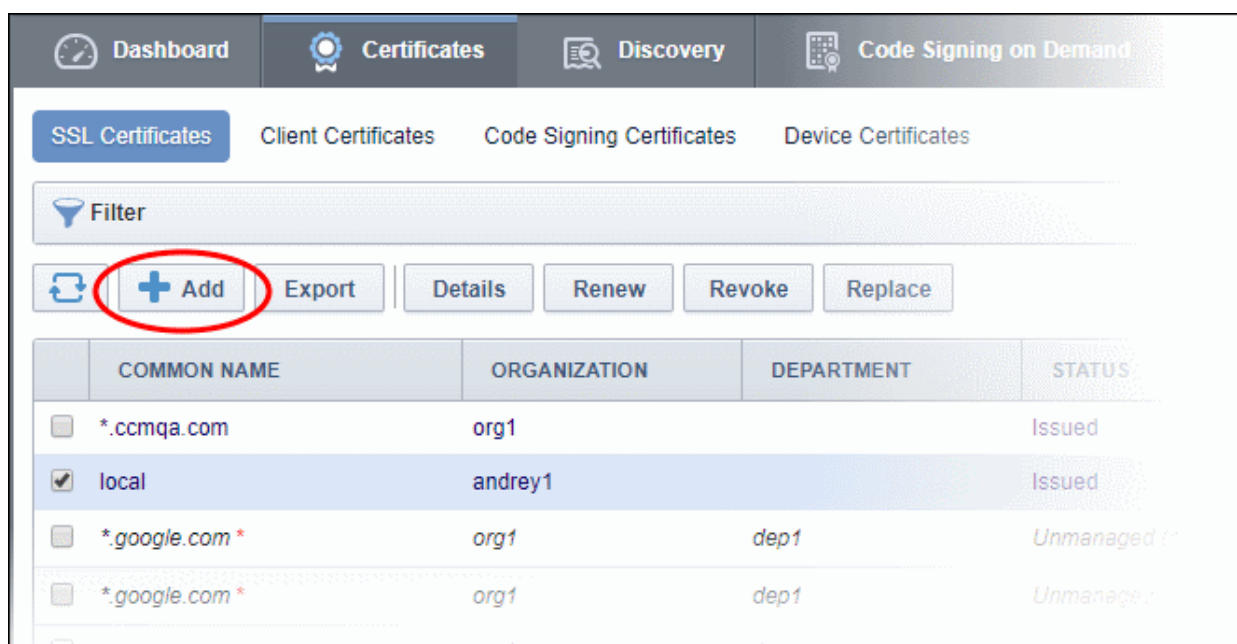 Dashboard Certificates Discovery Code Signing on Demand
SSL Certificates Client Certificates Code Signing Certificates Device Certificates
Filter
Add Export Details Renew Revoke Replace
COMMON NAME ORGANIZATION DEPARTMENT STATUS
*.ccmqa.com org1 Issued
local andrey1 Issued
*.google.com * org1 dep1 Unmanaged
*.google.com * org1 dep1 Unmanaged